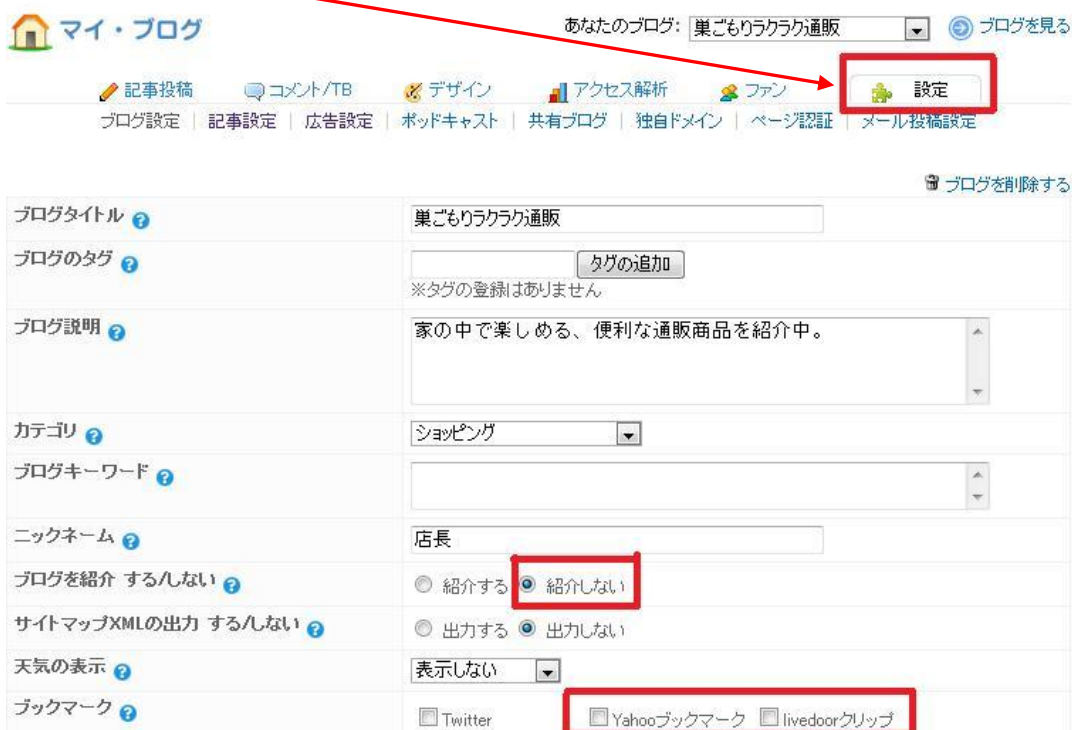 マイ・ブログ あなたのブログ: 巣ごもりラクラク通販 ブログを見る
記事投稿 コメント/TB デザイン アクセス解析 ファン 設定
ブログ設定 | 記事設定 | 広告設定 | ポッドキャスト | 共有ブログ | 独自ドメイン | ページ認証 | メール投稿設定
ブログを削除する
ブログタイトル 巣ごもりラクラク通販
ブログのタグ タグの追加
※タグの登録はありません
ブログ説明 家の中で楽しめる、便利な通販商品を紹介中。
カテゴリ ショッピング
ブログキーワード
ニックネーム 店長
ブログを紹介 する/しない 紹介する 紹介しない
サイトマップXMLの出力 する/しない 出力する 出力しない
天気の表示 表示しない
ブックマーク Twitter Yahooブックマーク livedoorクリップ